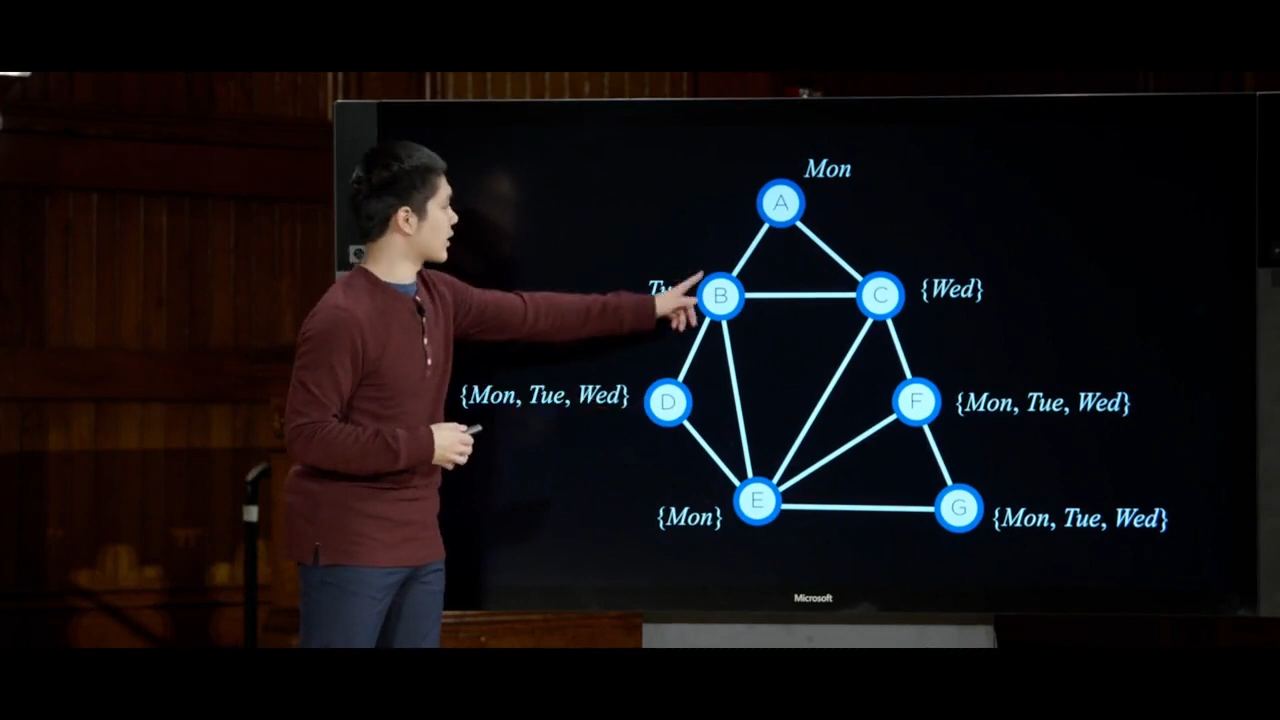 Mon
A
B
C
{Wed}
{Mon, Tue, Wed}
D
F
{Mon, Tue, Wed}
{Mon}
E
G
{Mon, Tue, Wed}
Microsoft